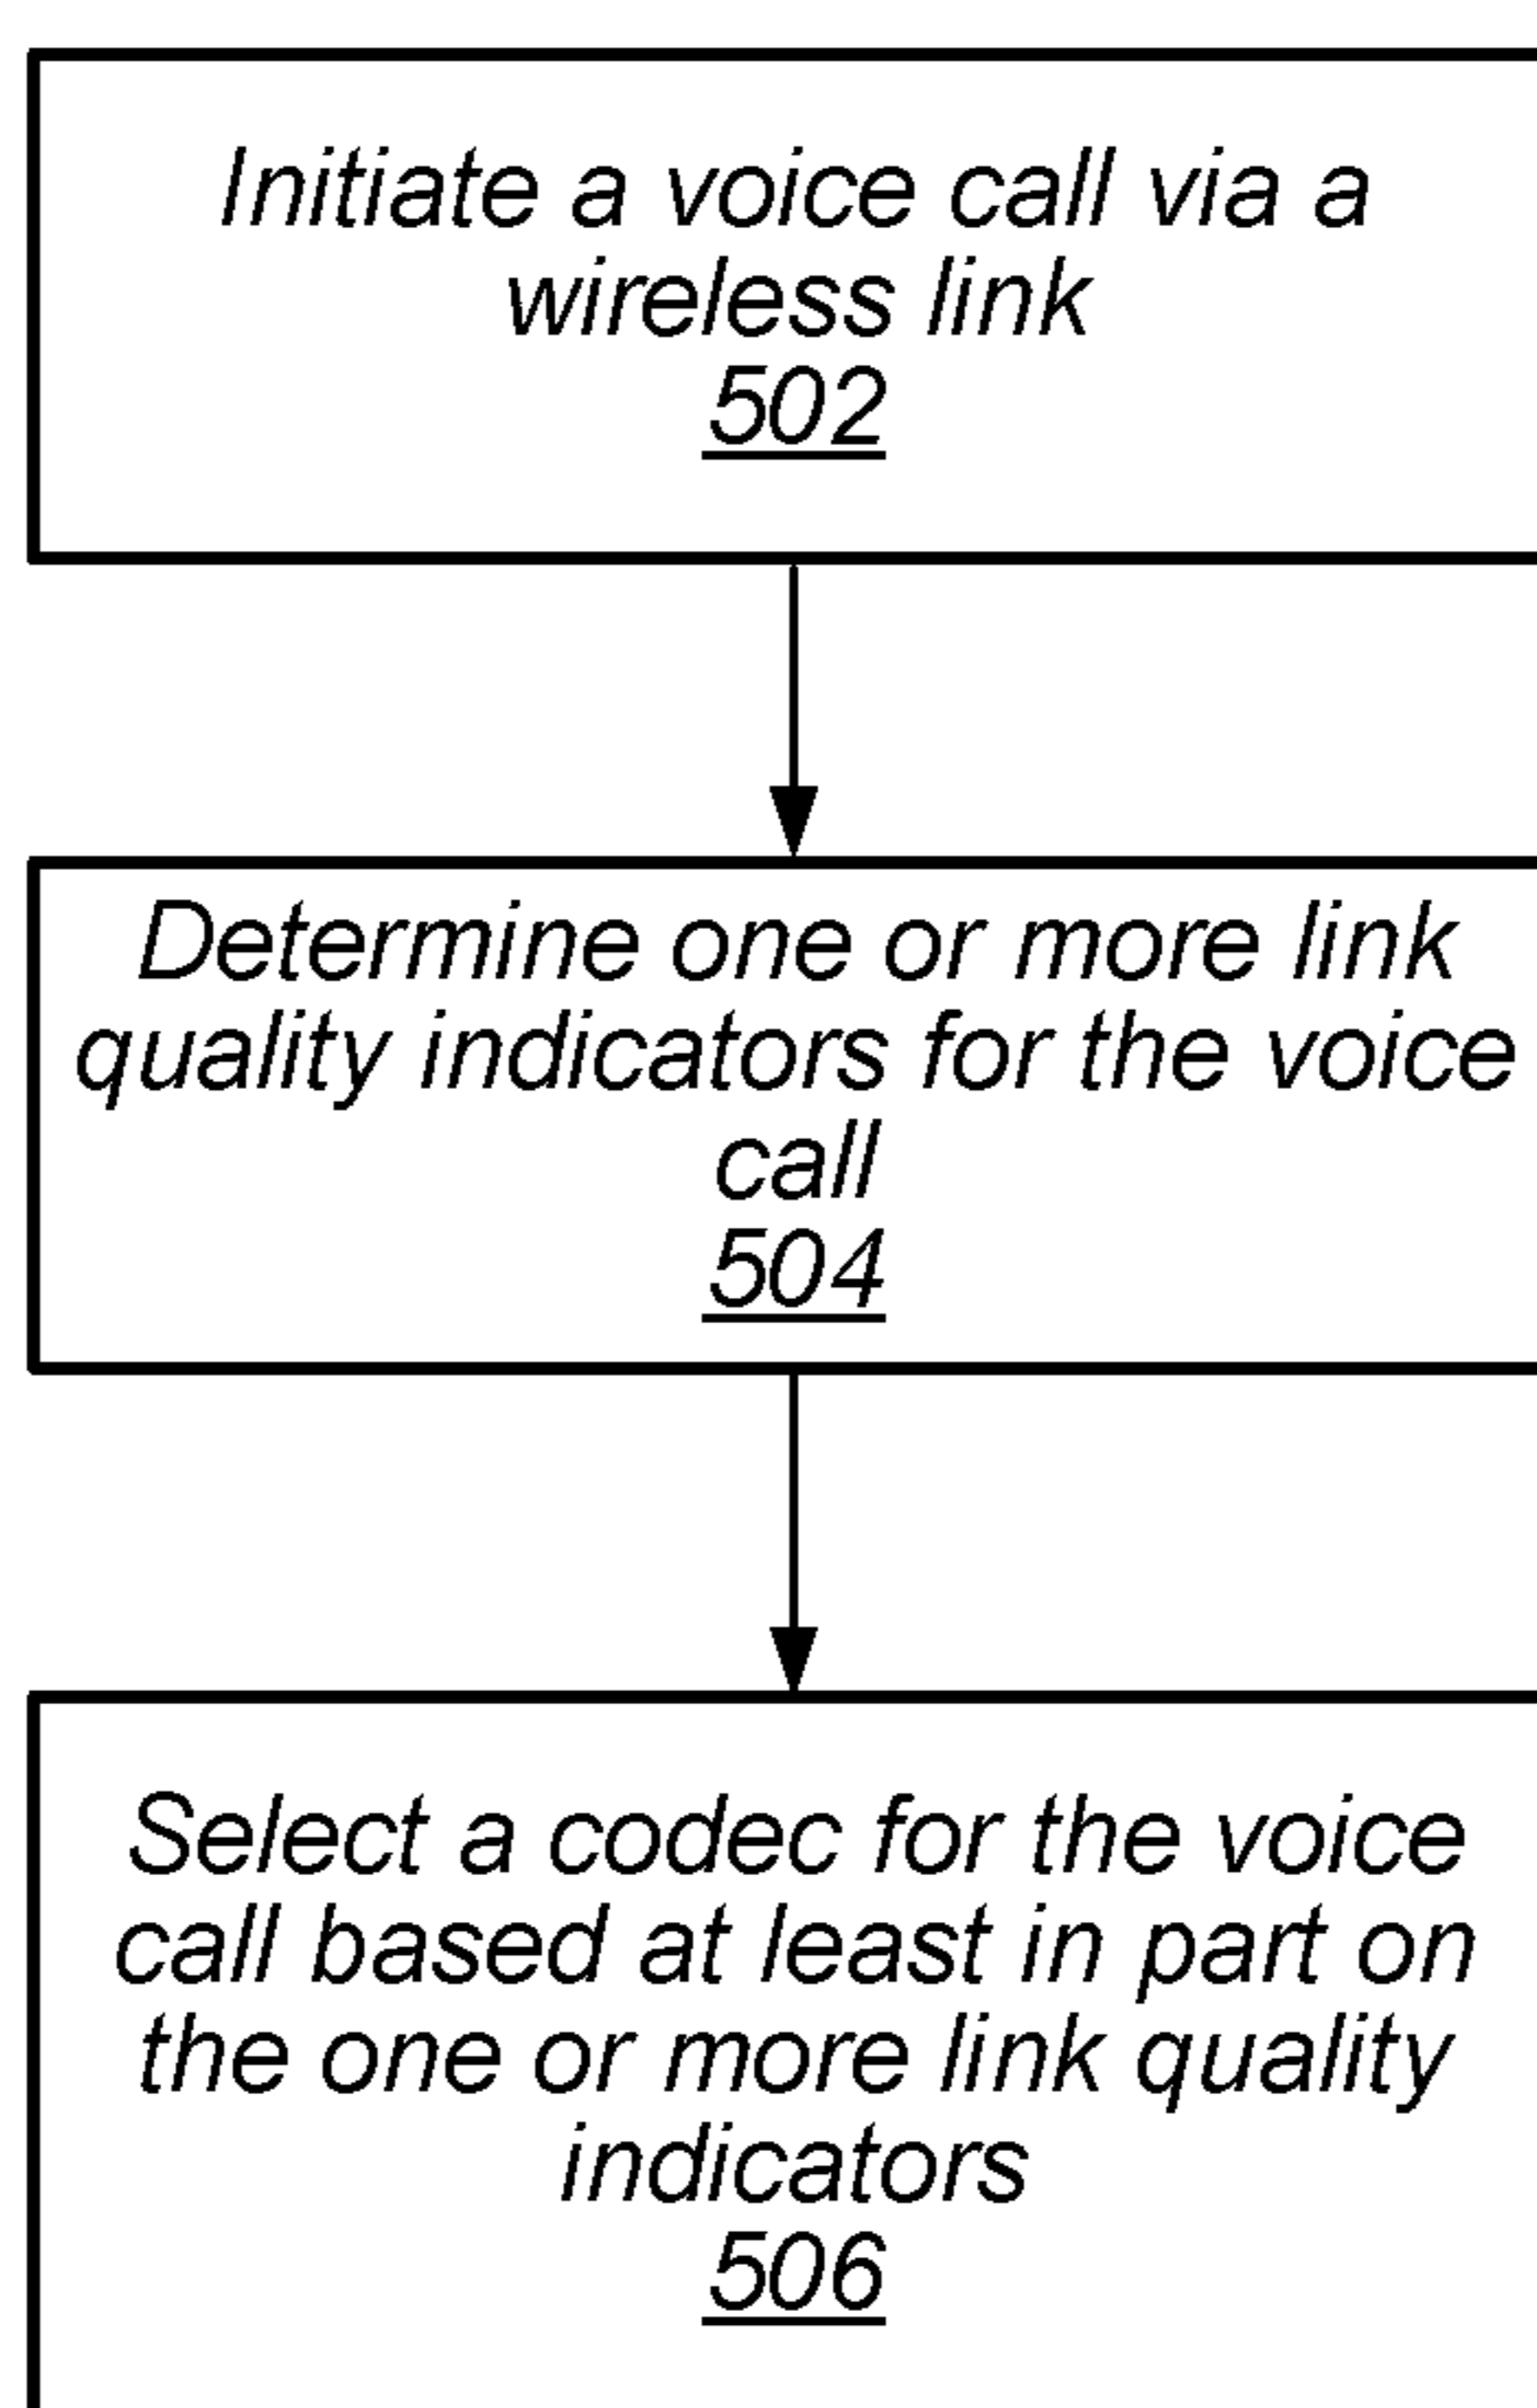 Initiate a voice call via a
wireless link
502
Determine one or more link
quality indicators for the voice
call
504
Select a codec for the voice
call based at least in part on
the one or more link quality
indicators
506